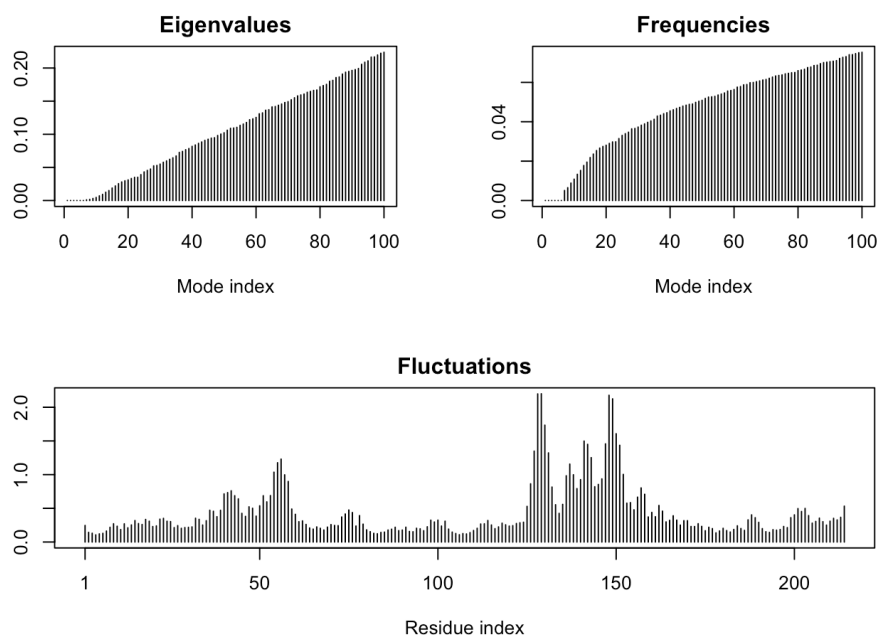 Eigenvalues
0.20
0.10
0.00
0 20 40 60 80 100
Mode index
Frequencies
0.04
0.00
0 20 40 60 80 100
Mode index
Fluctuations
2.0
1.0
0.0
1 50 100 150 200
Residue index